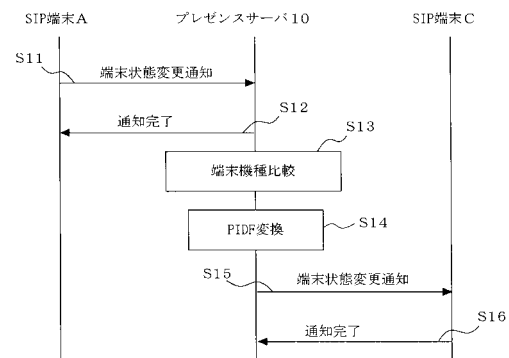 SIP端末A プレゼンスサーバ10 SIP端末C
S11
端末状態変更通知
S12
通知完了
S13
端末機種比較
PIDF変換
S14
S15
端末状態変更通知
通知完了
S16